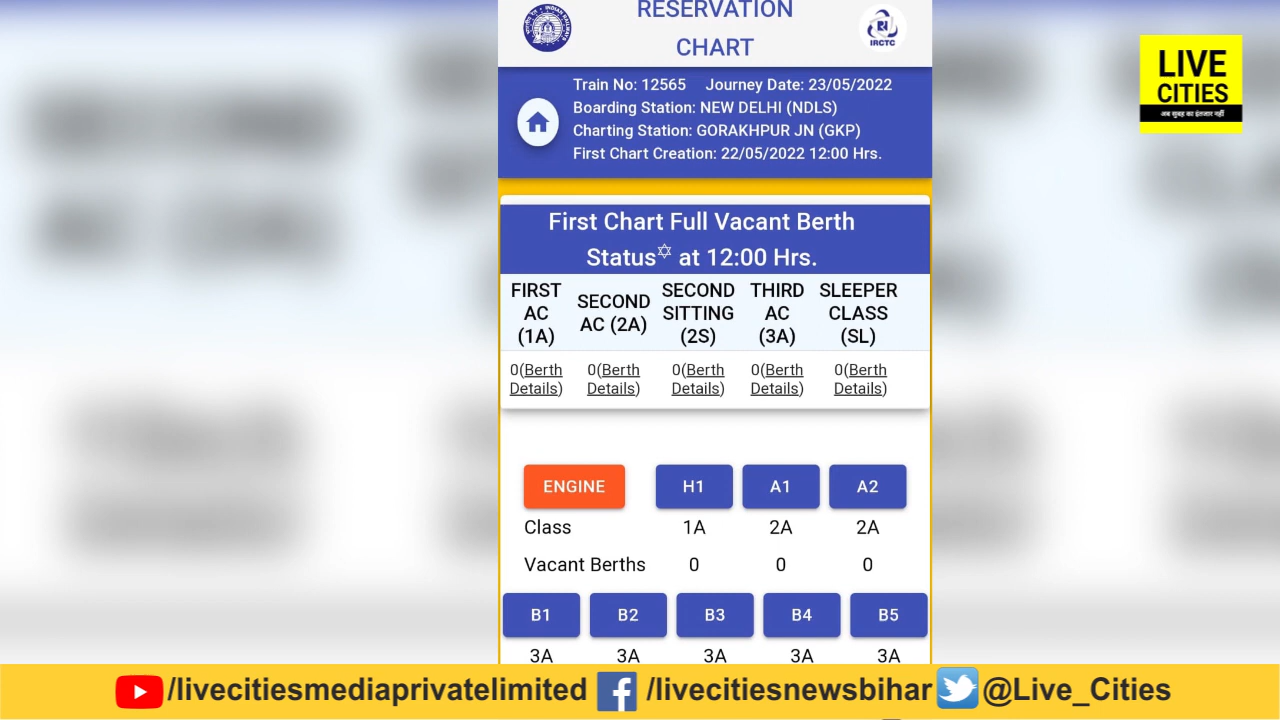 RESERVATION
CHART
IRCTC
Train No: 12565 Journey Date: 23/05/2022
Boarding Station: NEW DELHI (NDLS)
Charting Station: GORAKHPUR JN (GKP)
First Chart Creation: 22/05/2022 12:00 Hrs.
LIVE
CITIES
अब सुबह का इंतजार नहीं
First Chart Full Vacant Berth
Status✡ at 12:00 Hrs.
FIRST AC (1A)
SECOND AC (2A)
SECOND SITTING (2S)
THIRD AC (3A)
SLEEPER CLASS (SL)
0(Berth Details) 0(Berth Details) 0(Berth Details) 0(Berth Details) 0(Berth Details)
ENGINE H1 A1 A2
Class 1A 2A 2A
Vacant Berths 0 0 0
B1 B2 B3 B4 B5
3A 3A 3A 3A 3A
/livecitiesmediaprivatelimited /livecitiesnewsbihar @Live_Cities